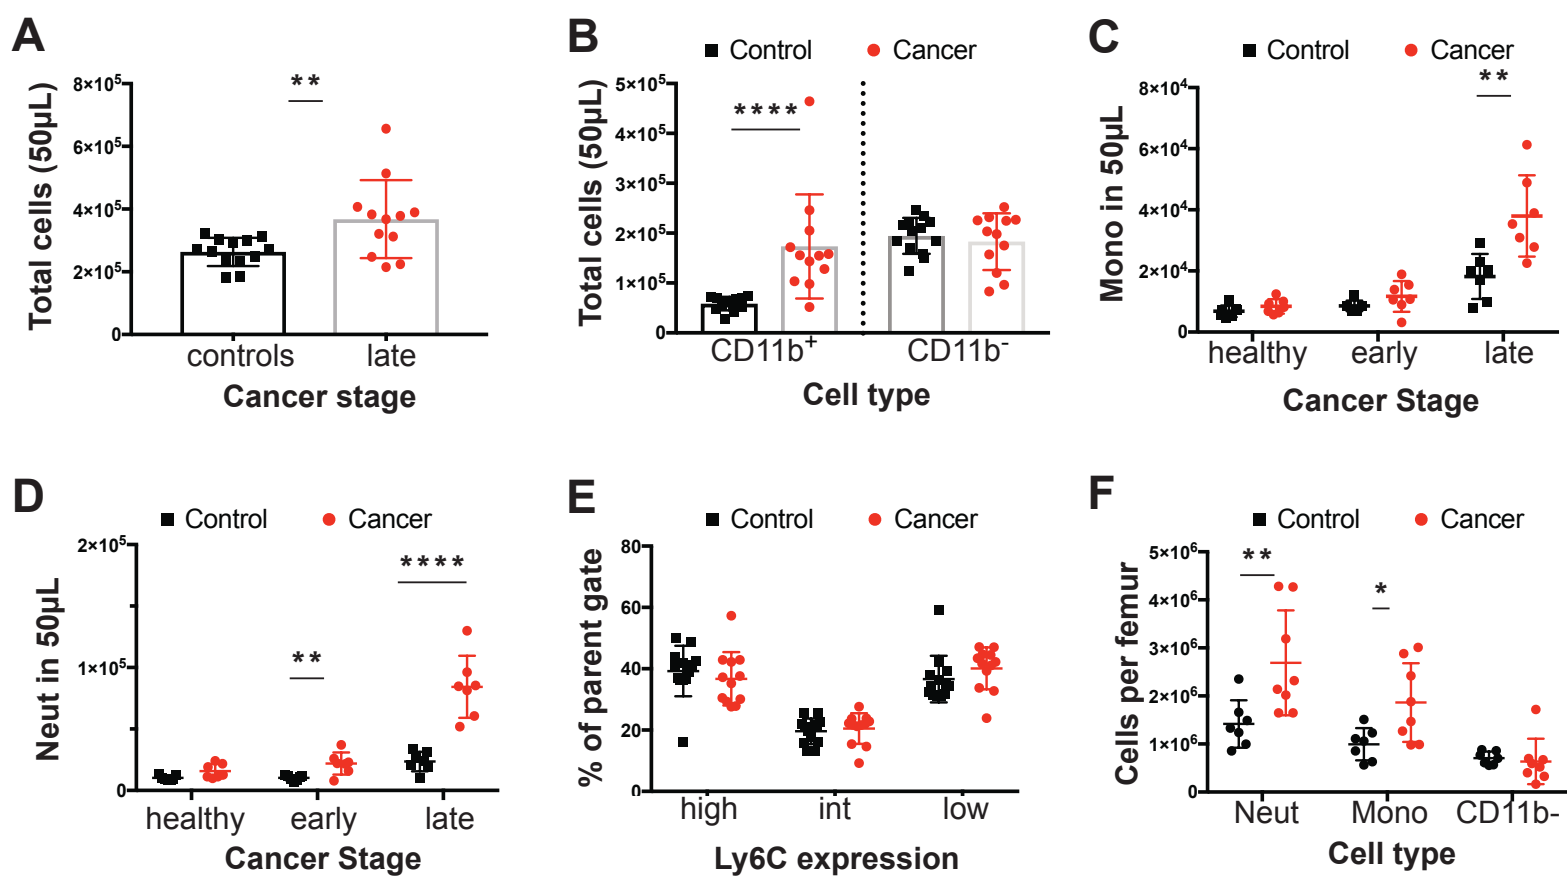 A
**
8×10⁵
6×10⁵
4×10⁵
2×10⁵
0
Total cells (50µL)
controls late
Cancer stage
B
Control Cancer
****
5×10⁵
4×10⁵
3×10⁵
2×10⁵
1×10⁵
0
Total cells (50µL)
CD11b⁺ CD11b-
Cell type
C
Control Cancer
**
8×10⁴
6×10⁴
4×10⁴
2×10⁴
0
Mono in 50µL
healthy early late
Cancer Stage
D
Control Cancer
2×10⁵
1×10⁵
0
**
****
Neut in 50µL
healthy early late
Cancer Stage
E
Control Cancer
80
60
40
20
0
% of parent gate
high int low
Ly6C expression
F
Control Cancer
**
*
5×10⁶
4×10⁶
3×10⁶
2×10⁶
1×10⁶
0
Cells per femur
Neut Mono CD11b-
Cell type